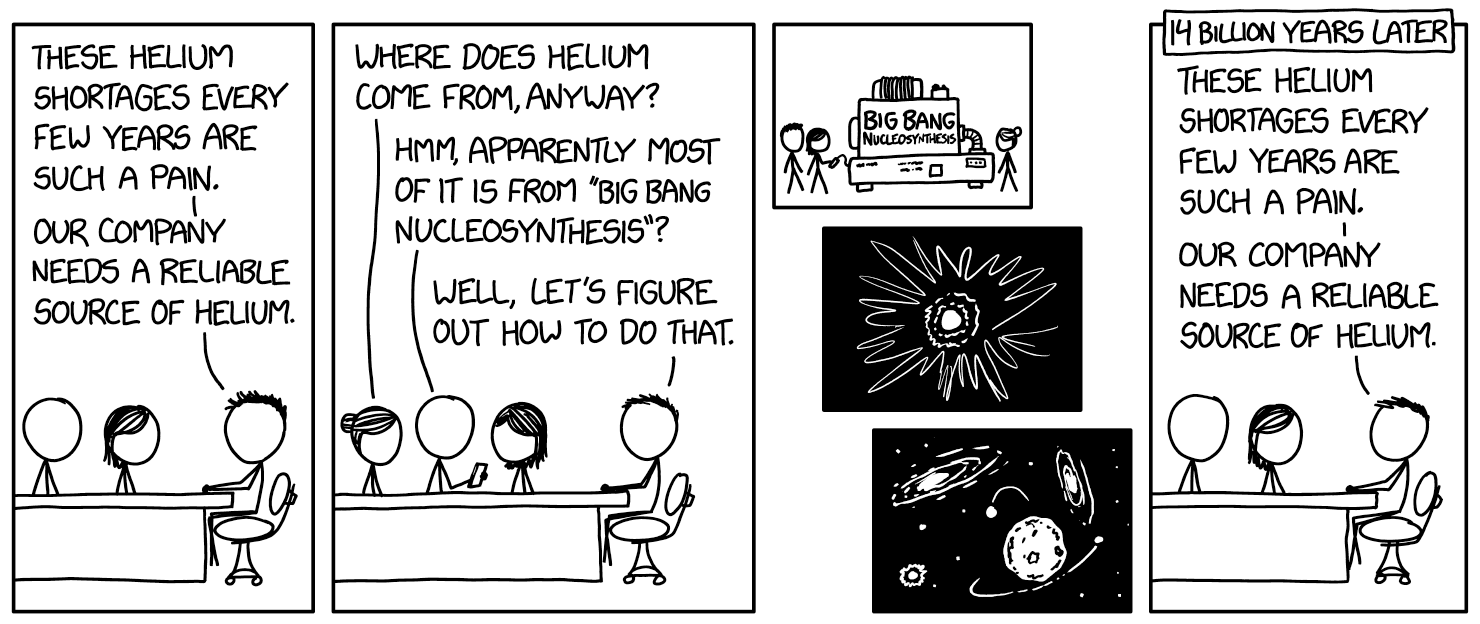 THESE HELIUM
SHORTAGES EVERY
FEW YEARS ARE
SUCH A PAIN.
OUR COMPANY
NEEDS A RELIABLE
SOURCE OF HELIUM.
WHERE DOES HELIUM
COME FROM, ANYWAY?
HMM, APPARENTLY MOST
OF IT IS FROM "BIG BANG
NUCLEOSYNTHESIS"?
WELL, LET'S FIGURE
OUT HOW TO DO THAT.
BIG BANG
NUCLEOSYNTHESIS
14 BILLION YEARS LATER
THESE HELIUM
SHORTAGES EVERY
FEW YEARS ARE
SUCH A PAIN.
OUR COMPANY
NEEDS A RELIABLE
SOURCE OF HELIUM.